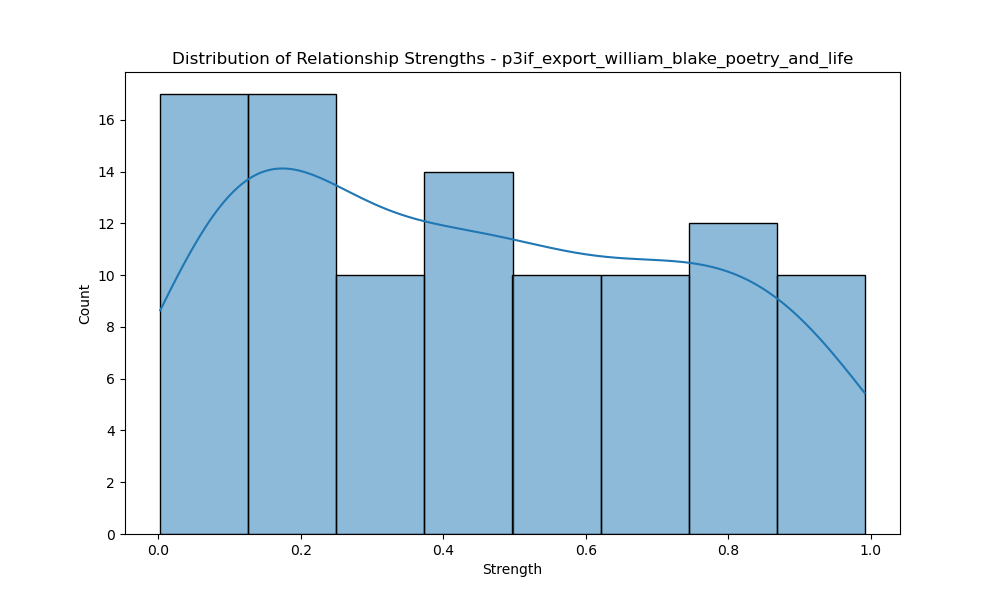 Distribution of Relationship Strengths - p3if_export_william_blake_poetry_and_life
16
14
12
10
8
6
4
2
0
Count
0.0 0.2 0.4 0.6 0.8 1.0
Strength